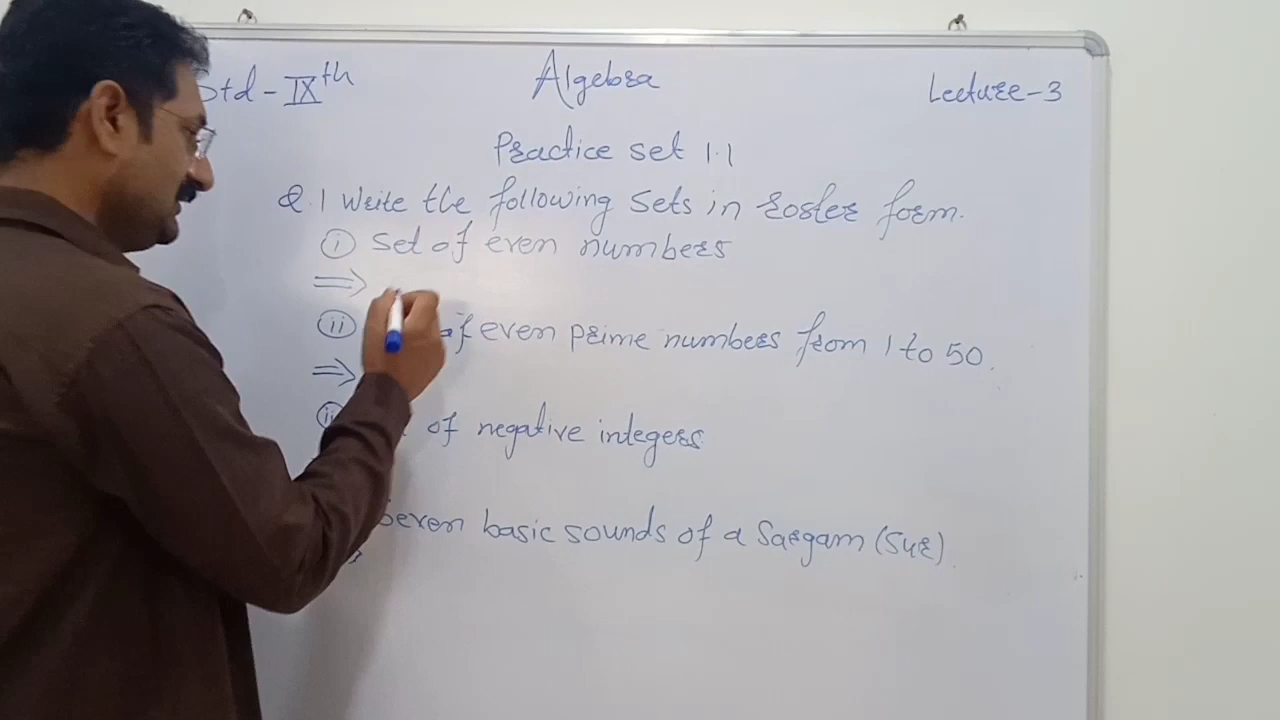 Std - IXth Algebra Lecture-3
Practice set 1.1
Q.1 Write the following sets in roster form.
(i) Set of even numbers
⇒
(ii) of even prime numbers from 1 to 50.
⇒
of negative integers
Seven basic sounds of a Sargam (Sur).